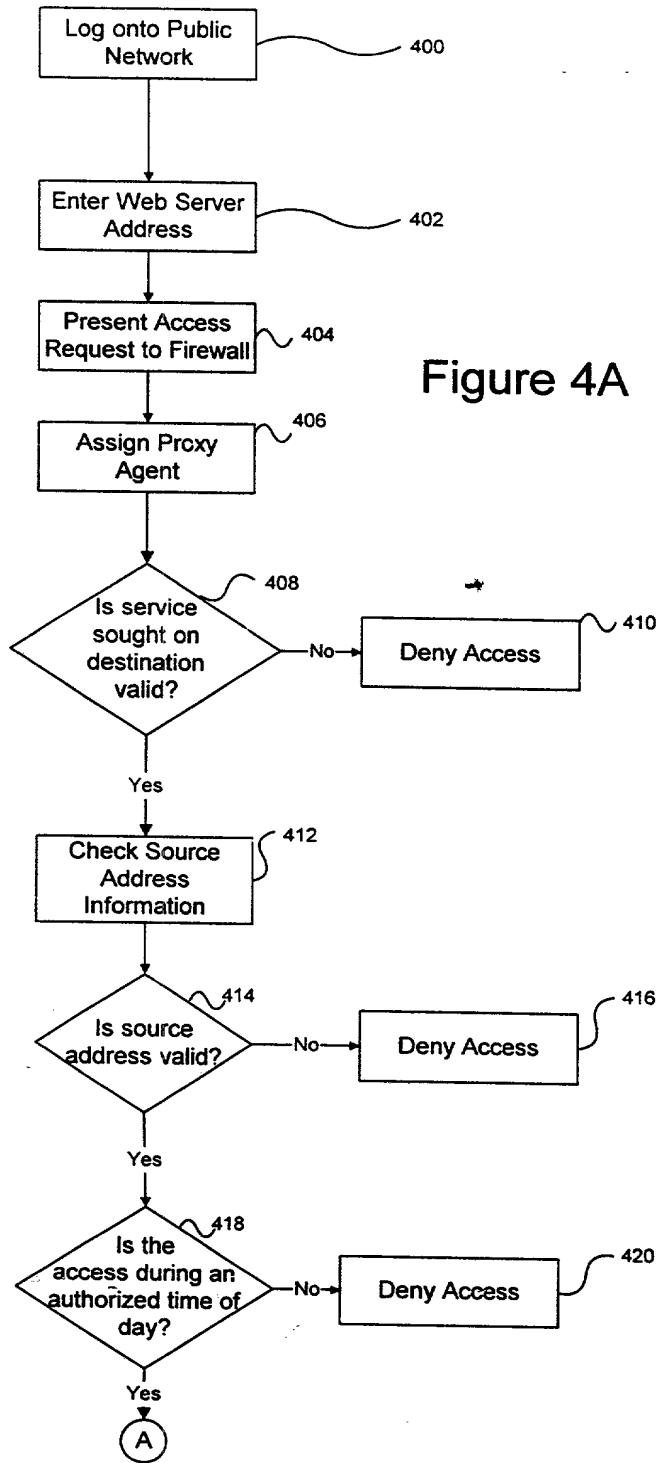 Log onto Public
Network
400
Enter Web Server
Address
402
Present Access
Request to Firewall
404
Figure 4A
Assign Proxy
Agent
406
Is service
sought on
destination
valid?
408
No
Deny Access
410
Yes
Check Source
Address
Information
412
Is source
address valid?
414
No
Deny Access
416
Yes
Is the
access during an
authorized time of
day?
418
No
Deny Access
420
Yes
A